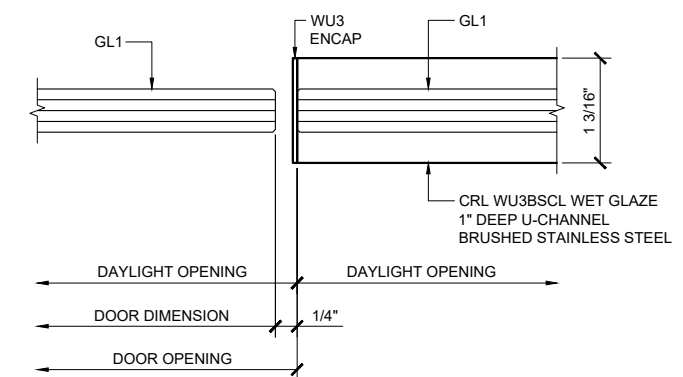 WU3
ENCAP
GL1
GL1
1 3/16"
CRL WU3BSCL WET GLAZE
1" DEEP U-CHANNEL
BRUSHED STAINLESS STEEL
DAYLIGHT OPENING
DAYLIGHT OPENING
DOOR DIMENSION
1/4"
DOOR OPENING